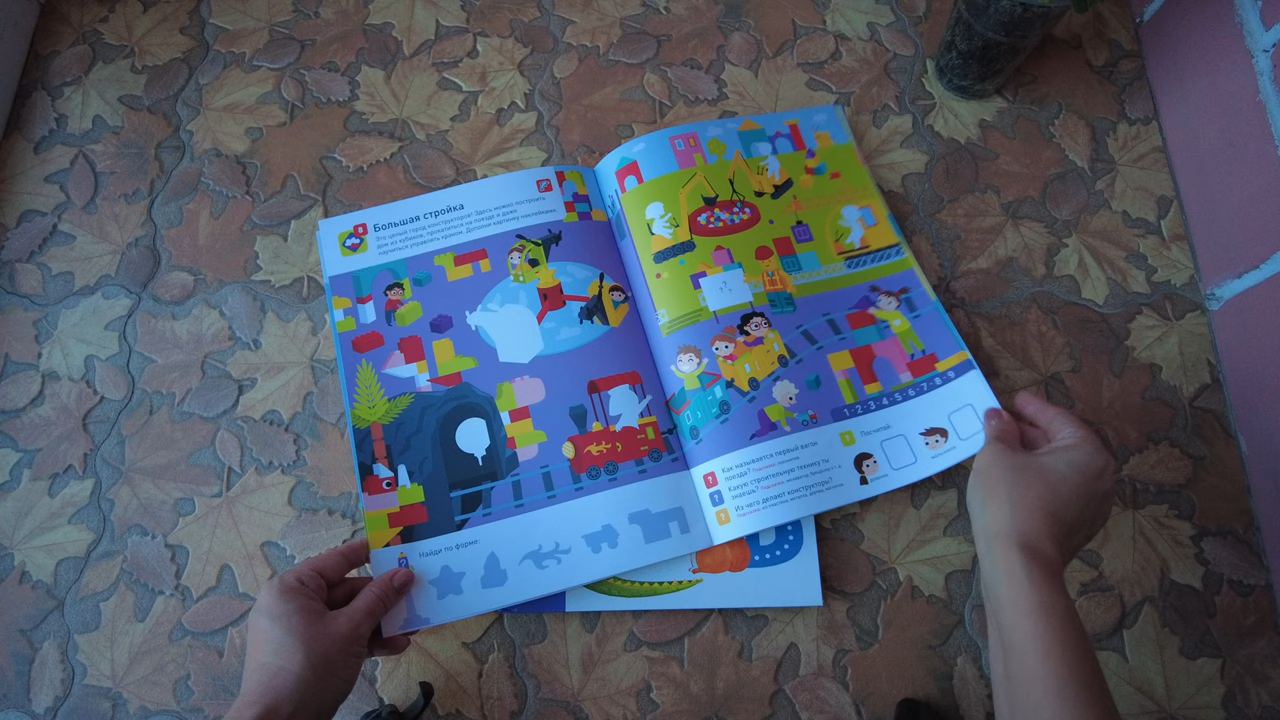 Большая стройка
Это целый город конструкторов! Здесь можно построить
дом из кубиков, прокатиться на поезде и даже
научиться управлять краном. Дополни картинку наклейками.
Найди по форме:
1-2-3-4-5-6-7-8-9
Как называется первый вагон
поезда?
Какую строительную технику ты
знаешь?
Из чего делают конструкторы?
Посчитай: